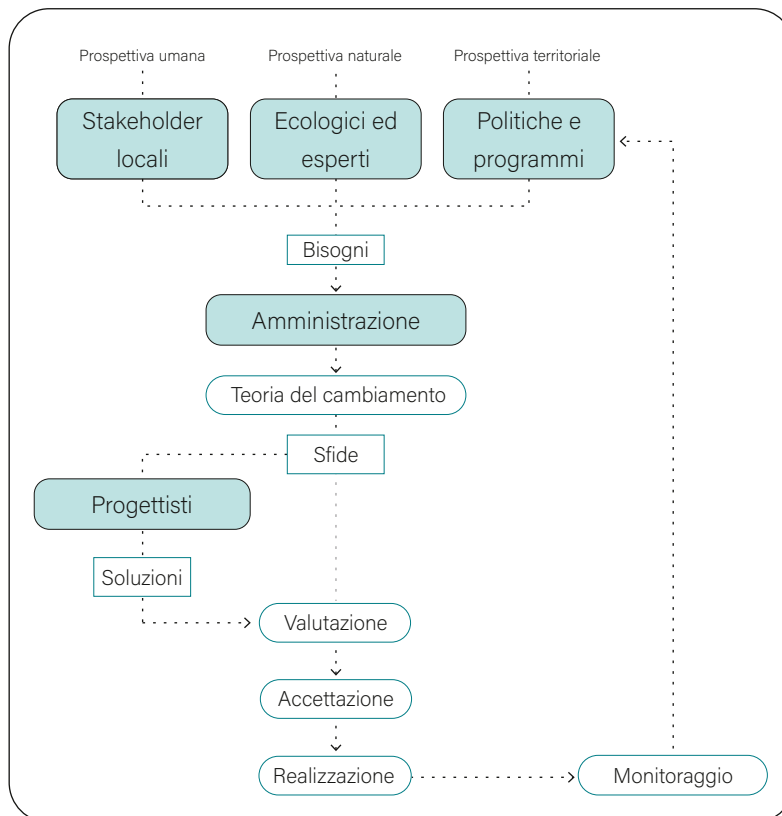 Prospettiva umana
Prospettiva naturale
Prospettiva territoriale
Stakeholder
locali
Ecologici ed
esperti
Politiche e
programmi
Bisogni
Amministrazione
Teoria del cambiamento
Sfide
Progettisti
Soluzioni
Valutazione
Accettazione
Realizzazione
Monitoraggio